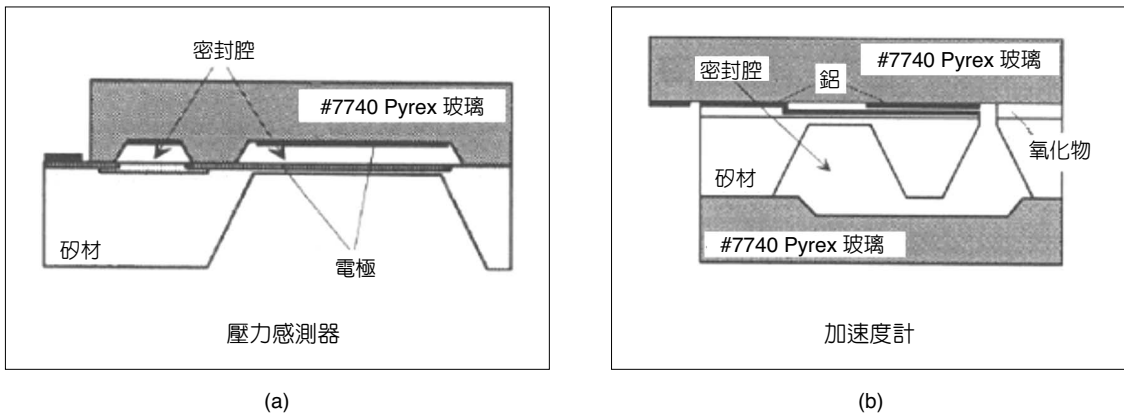 密封腔
#7740 Pyrex 玻璃
矽材
電極
壓力感測器
(a)
#7740 Pyrex 玻璃
密封腔
鋁
氧化物
矽材
#7740 Pyrex 玻璃
加速度計
(b)